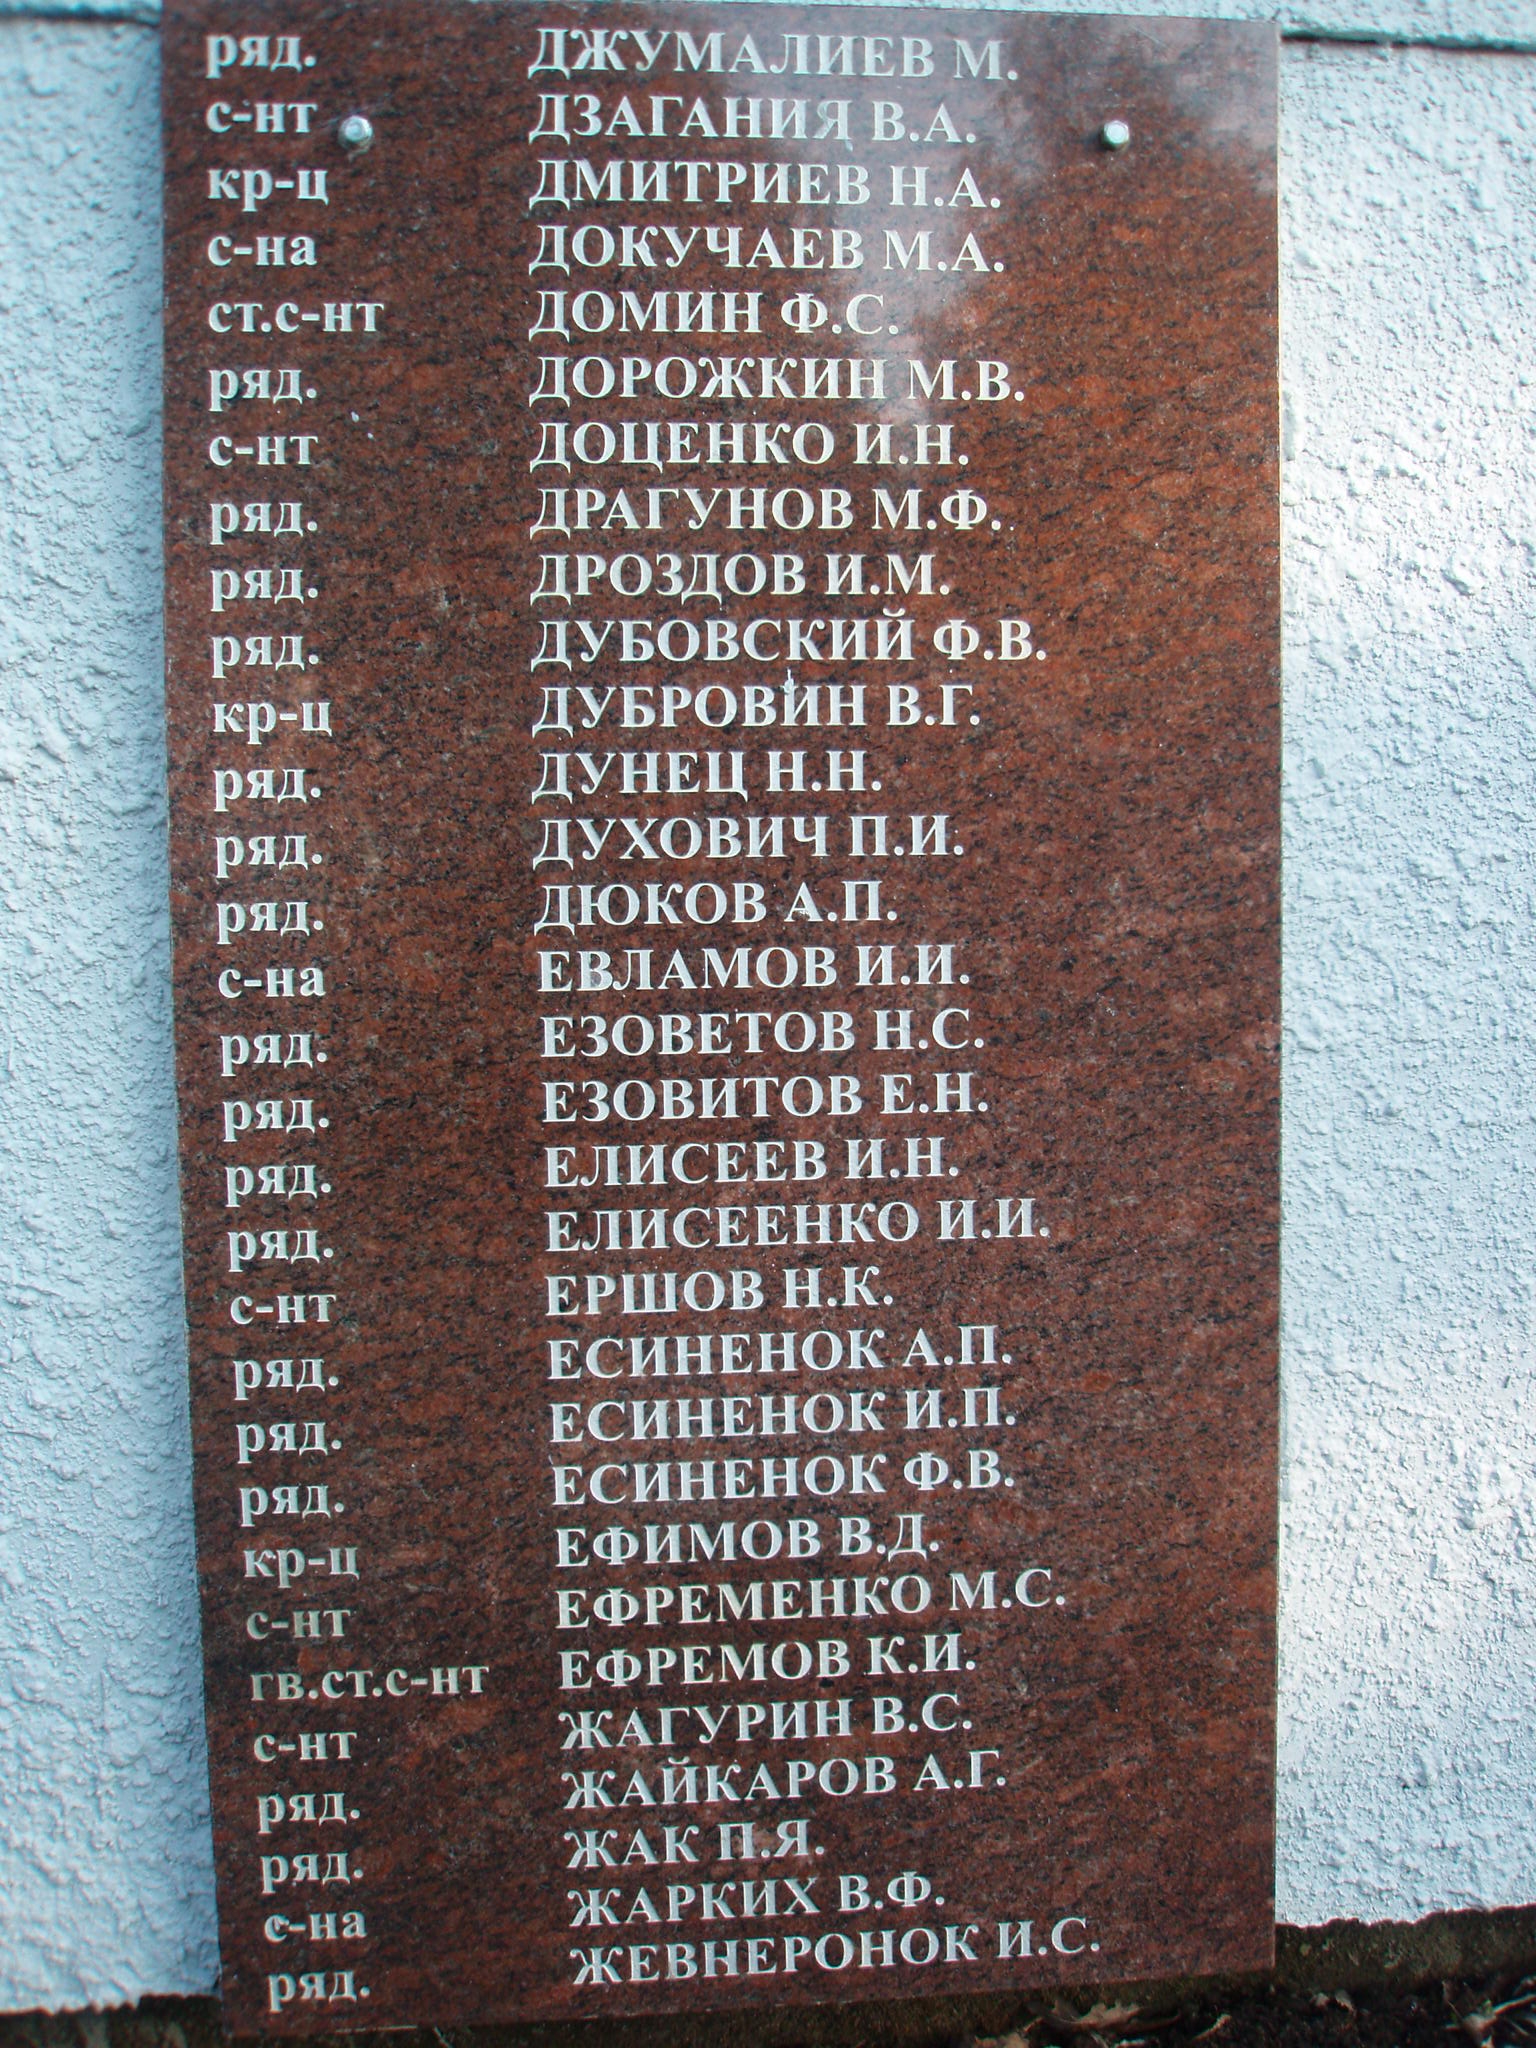 ряд. ДЖУМАЛИЕВ М.
с-нт ДЗАГАНИЯ В.А.
кр-ц ДМИТРИЕВ Н.А.
с-на ДОКУЧАЕВ М.А.
ст.с-нт ДОМИН Ф.С.
ряд. ДОРОЖКИН М.В.
с-нт ДОЦЕНКО И.Н.
ряд. ДРАГУНОВ М.Ф.
ряд. ДРОЗДОВ И.М.
ряд. ДУБОВСКИЙ Ф.В.
кр-ц ДУБРОВИН В.Г.
ряд. ДУНЕЦ Н.Н.
ряд. ДУХОВИЧ П.И.
ряд. ДЮКОВ А.П.
с-на ЕВЛАМОВ И.И.
ряд. ЕЗОВЕТОВ Н.С.
ряд. ЕЗОВИТОВ Е.Н.
ряд. ЕЛИСЕЕВ И.Н.
ряд. ЕЛИСЕЕНКО И.И.
с-нт ЕРШОВ Н.К.
ряд. ЕСИНЕНОК А.П.
ряд. ЕСИНЕНОК И.П.
ряд. ЕСИНЕНОК Ф.В.
кр-ц ЕФИМОВ В.Д.
с-нт ЕФРЕМЕНКО М.С.
гв.ст.с-нт ЕФРЕМОВ К.И.
с-нт ЖАГУРИН В.С.
ряд. ЖАЙКАРОВ А.Г.
ряд. ЖАК П.Я.
с-на ЖАРКИХ В.Ф.
ряд. ЖЕВНЕРОНОК И.С.